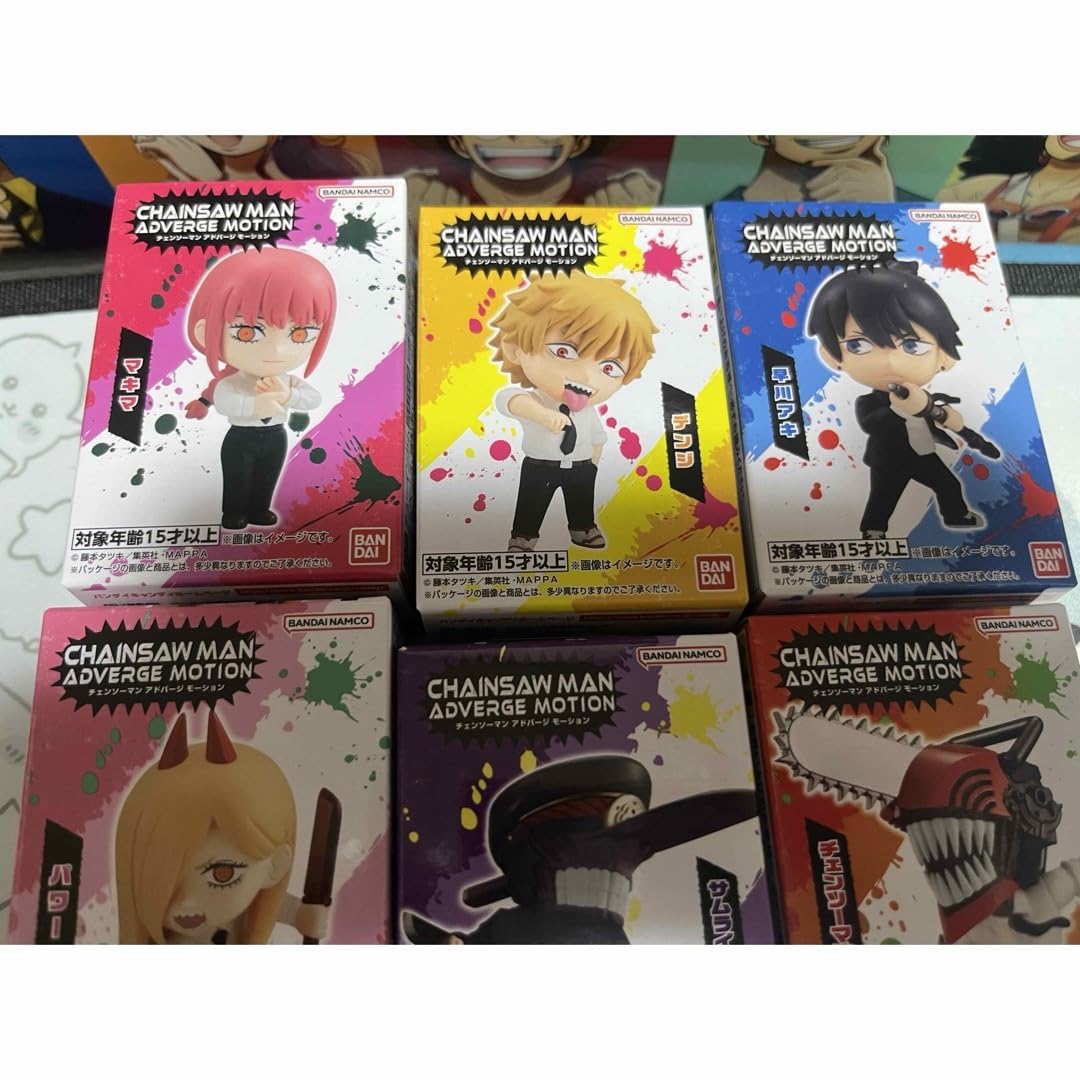 BANDAI NAMCO
CHAINSAW MAN
ADVERGE MOTION
チェンソーマン アドバージ モーション
マキマ
対象年齢15才以上
※画像はイメージです。
BAN
DAI
© 藤本タツキ/集英社・MAPPA
※パッケージの画像と商品とは、多少異なりますのでご了承ください。
BANDAI NAMCO
CHAINSAW MAN
ADVERGE MOTION
チェンソーマン アドバージ モーション
デンジ
対象年齢15才以上
※画像はイメージです。
BAN
DAI
© 藤本タツキ/集英社・MAPPA
※パッケージの画像と商品とは、多少異なりますのでご了承ください。
BANDAI NAMCO
CHAINSAW MAN
ADVERGE MOTION
チェンソーマン アドバージ モーション
早川アキ
対象年齢15才以上
※画像はイメージです。
BAN
DAI
© 藤本タツキ/集英社・MAPPA
※パッケージの画像と商品とは、多少異なりますのでご了承ください。
BANDAI NAMCO
CHAINSAW MAN
ADVERGE MOTION
チェンソーマン アドバージ モーション
パワー
BANDAI NAMCO
CHAINSAW MAN
ADVERGE MOTION
チェンソーマン アドバージ モーション
サムライ
BANDAI NAMCO
CHAINSAW MAN
ADVERGE MOTION
チェンソーマン アドバージ モーション
チェンソーマ